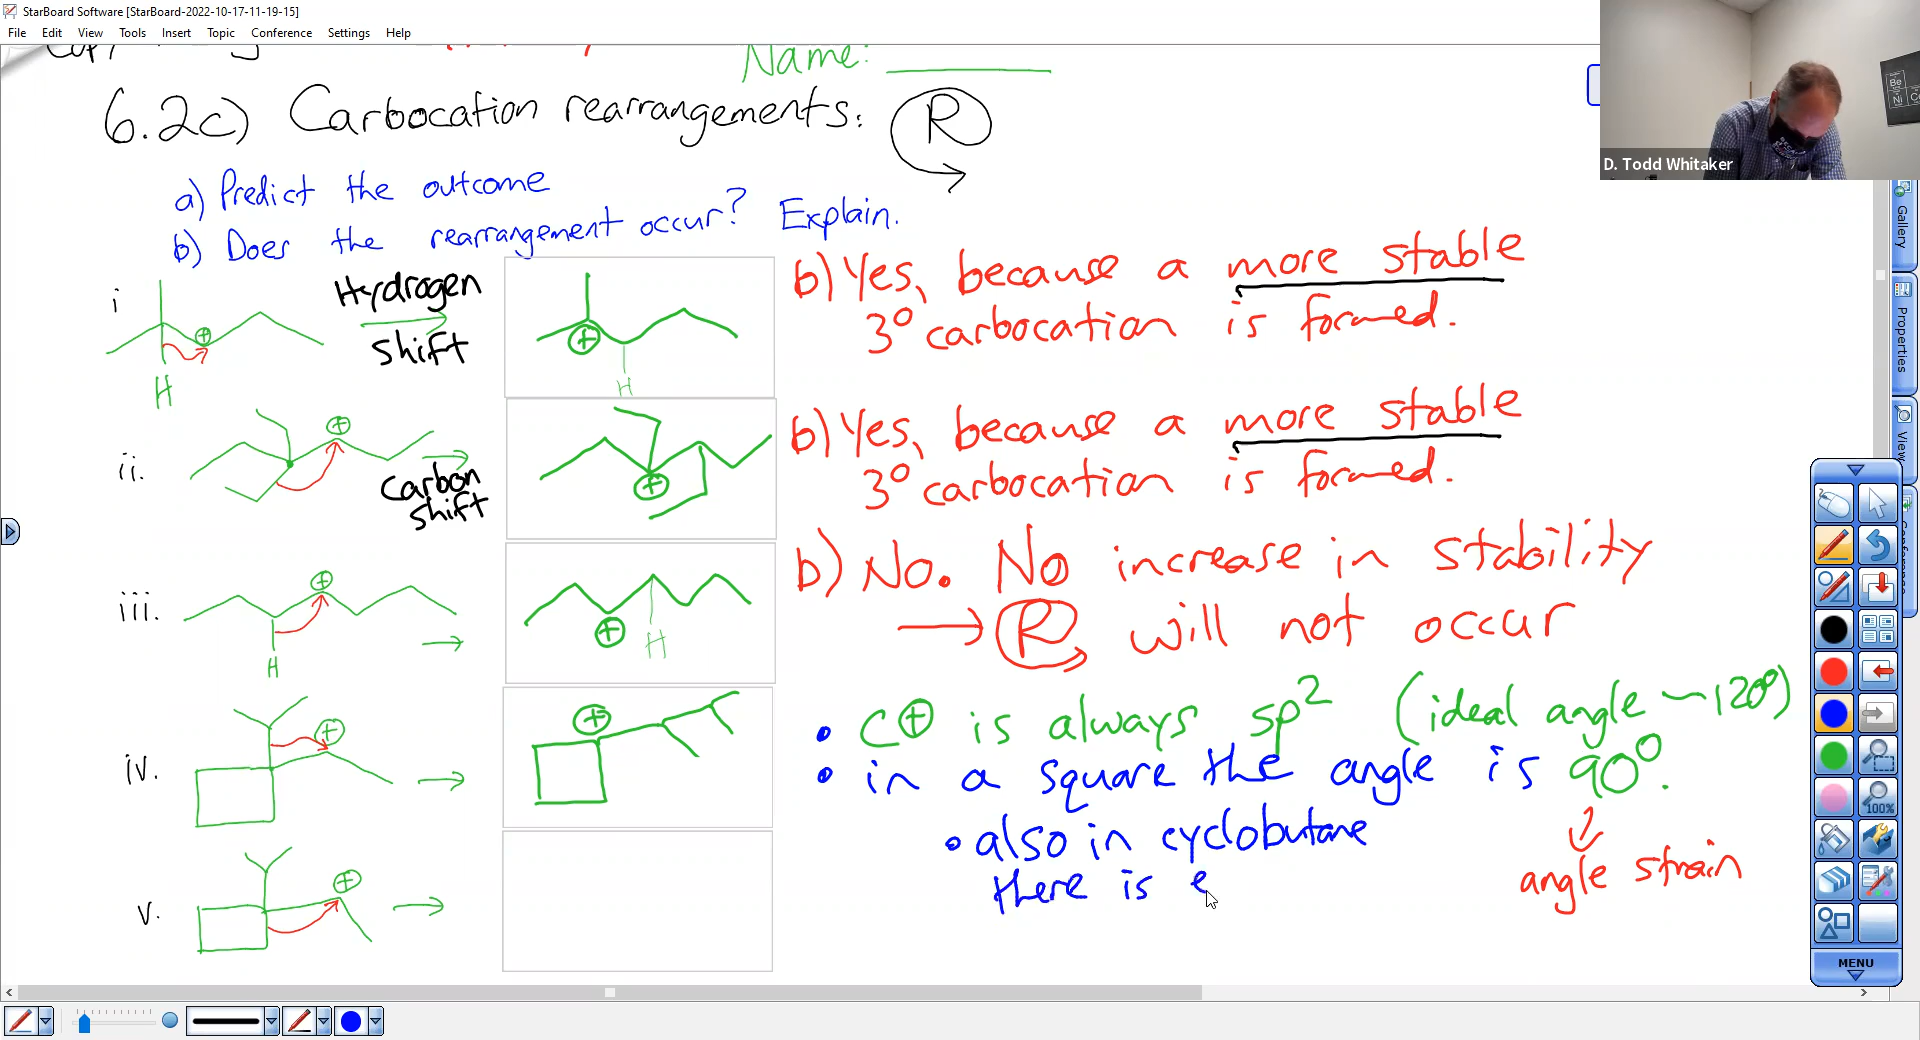 StarBoard Software [StarBoard-2022-10-17-11-19-15]
File Edit View Tools Insert Topic Conference Settings Help
Name:
6.2c) Carbocation rearrangements: R
a) Predict the outcome
b) Does the rearrangement occur? Explain.
i
H
Hydrogen
shift
H
b) Yes, because a more stable
3° carbocation is formed.
ii.
Carbon
shift
b) Yes, because a more stable
3° carbocation is formed.
iii.
H
H
b) No. No increase in stability
→ R will not occur
iv.
• C⊕ is always sp² (ideal angle ~120°)
• in a square the angle is 90°.
• also in cyclobutane
there is e
angle strain
v.
D. Todd Whitaker
Be
Ni
Gallery
Properties
View
100%
MENU